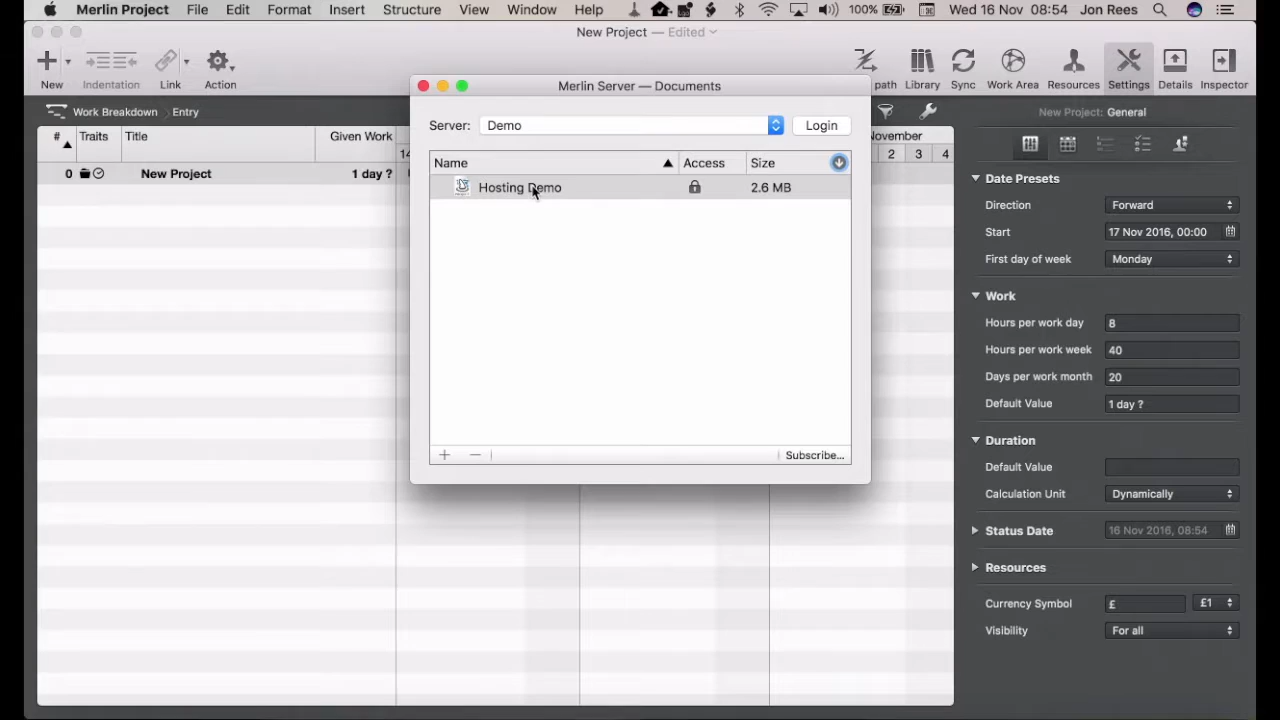 Merlin Project File Edit Format Insert Structure View Window Help 100% Wed 16 Nov 08:54 Jon Rees
New Project — Edited
New Indentation Link Action path Library Sync Work Area Resources Settings Details Inspector
Merlin Server — Documents
Work Breakdown Entry
New Project: General
Server: Demo Login
# Traits Title Given Work
14
November
2 3 4
Name Access Size
0 New Project 1 day ?
Hosting Demo 2.6 MB
Subscribe...
Date Presets
Direction Forward
Start 17 Nov 2016, 00:00
First day of week Monday
Work
Hours per work day 8
Hours per work week 40
Days per work month 20
Default Value 1 day ?
Duration
Default Value
Calculation Unit Dynamically
Status Date 16 Nov 2016, 08:54
Resources
Currency Symbol £ £1
Visibility For all